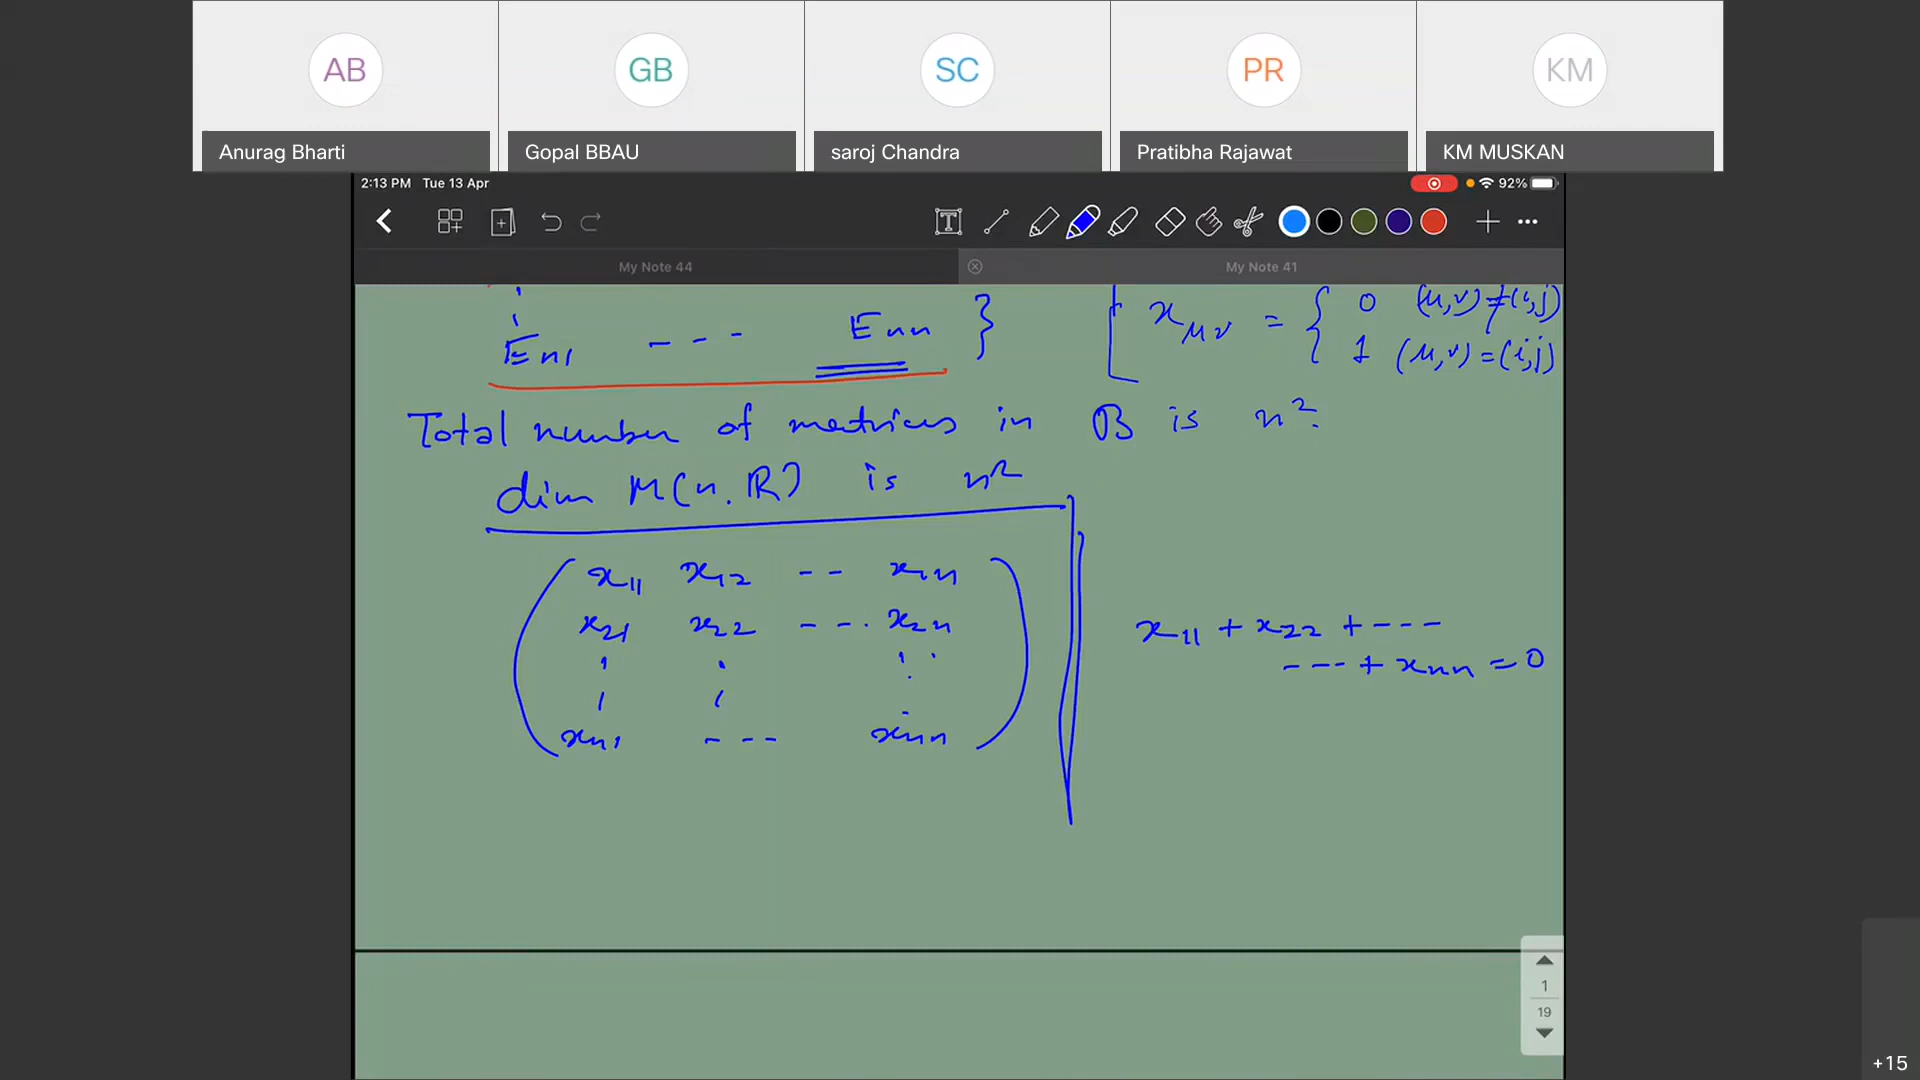 AB GB SC PR KM
Anurag Bharti Gopal BBAU saroj Chandra Pratibha Rajawat KM MUSKAN
2:13 PM Tue 13 Apr 92%
My Note 44 My Note 41
En1 --- Enn }
xμν = { 0 (μ,ν)≠(i,j)
1 (μ,ν)=(i,j)
Total number of matrices in B is n².
dim M(n,R) is n²
x11 x12 -- x1n
x21 x22 --- x2n
xn1 --- xnn
x11 + x22 + ---
--- + xnn = 0
1
19
+15